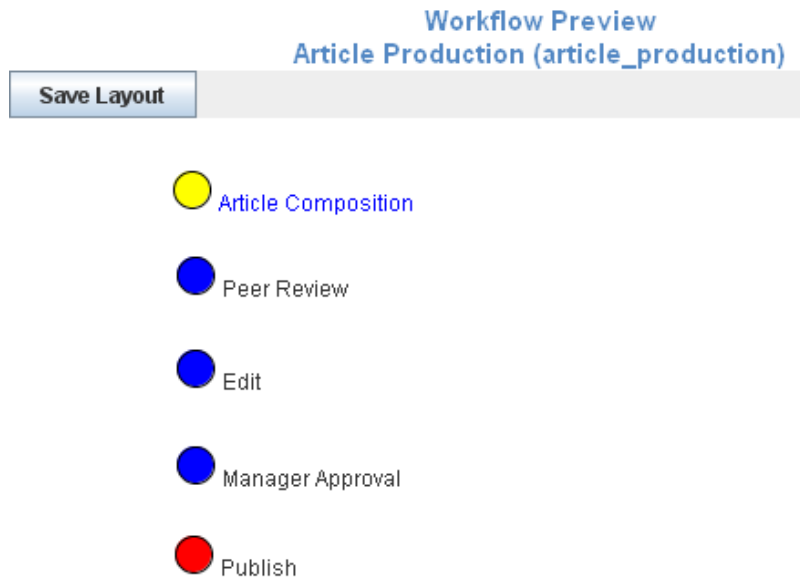 Workflow Preview
Article Production (article_production)
Save Layout
Article Composition
Peer Review
Edit
Manager Approval
Publish